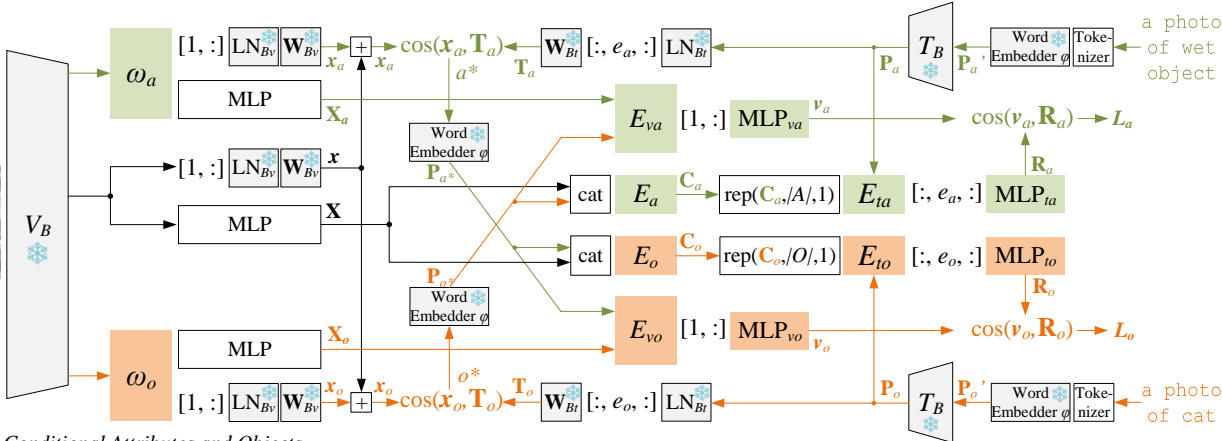 [1, :] LN_Bv W_Bv x_a + x_a cos(x_a, T_a) T_a W_Bt [:, e_a, :] LN_Bt P_a T_B P_a' Word Embedder φ Toke-nizer a photo of wet object
ω_a MLP X_a a* E_va [1, :] MLP_va v_a cos(v_a, R_a) L_a
Word Embedder φ
P_a* R_a
[1, :] LN_Bv W_Bv x
cat E_a C_a rep(C_a,/A/,1) E_ta [:, e_a, :] MLP_ta
V_B MLP X
cat E_o C_o rep(C_o,/O/,1) E_to [:, e_o, :] MLP_to
P_o* R_o
Word Embedder φ
ω_o MLP X_o o* E_vo [1, :] MLP_vo v_o cos(v_o, R_o) L_o
[1, :] LN_Bv W_Bv x_o + x_o cos(x_o, T_o) T_o W_Bt [:, e_o, :] LN_Bt P_o T_B P_o' Word Embedder φ Toke-nizer a photo of cat